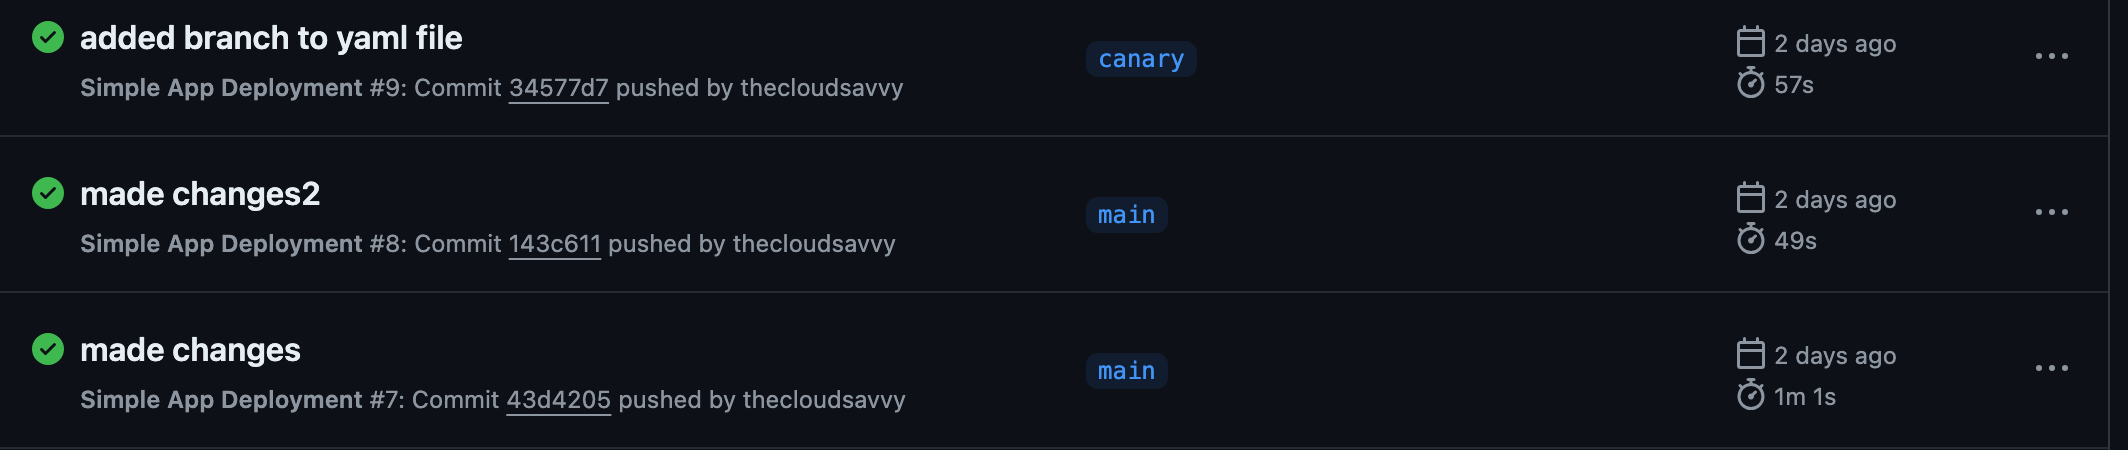 added branch to yaml file
Simple App Deployment #9: Commit 34577d7 pushed by thecloudsavvy
canary
2 days ago
57s
made changes2
Simple App Deployment #8: Commit 143c611 pushed by thecloudsavvy
main
2 days ago
49s
made changes
Simple App Deployment #7: Commit 43d4205 pushed by thecloudsavvy
main
2 days ago
1m 1s